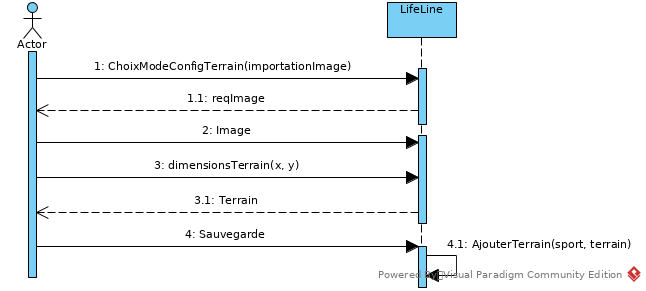 LifeLine
Actor
1: ChoixModeConfigTerrain(importationImage)
1.1: reqImage
2: Image
3: dimensionsTerrain(x, y)
3.1: Terrain
4: Sauvegarde
4.1: AjouterTerrain(sport, terrain)
Powered By Visual Paradigm Community Edition